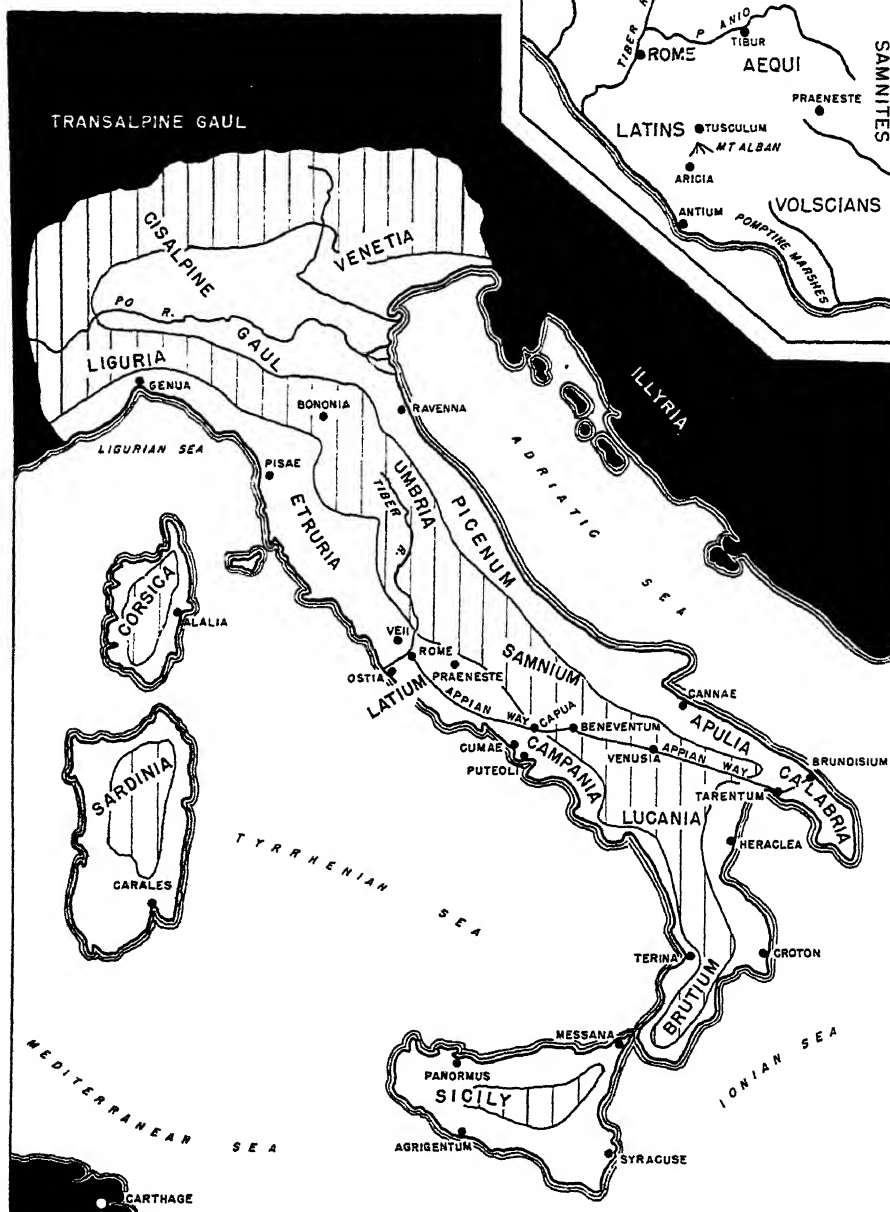 TIBER R
P. ANIO
TIBUR
ROME
AEQUI
SAMNITES
PRAENESTE
LATINS
TUSCULUM
MT ALBAN
ARICIA
VOLSCIANS
ANTIUM
POMPTINE MARSHES
TRANSALPINE GAUL
CISALPINE
VENETIA
PO
R.
GAUL
LIGURIA
GENUA
BONONIA
RAVENNA
ILLYRIA
LIGURIAN SEA
PISAE
ADRIATIC
SEA
UMBRIA
TIBER
R.
PICENUM
ETRURIA
CORSICA
ALALIA
VEII
ROME
OSTIA
PRAENESTE
LATIUM
SAMNIUM
CANNAE
APPIAN WAY
CAPUA
BENEVENTUM
APULIA
CUMAE
CAMPANIA
VENUSIA
APPIAN WAY
BRUNDISIUM
PUTEOLI
CALABRIA
TARENTUM
SARDINIA
LUCANIA
HERACLEA
TYRRHENIAN
SEA
CARALES
TERINA
CROTON
BRUTIUM
MESSANA
IONIAN SEA
MEDITERRANEAN SEA
PANORMUS
SICILY
AGRIGENTUM
SYRACUSE
CARTHAGE